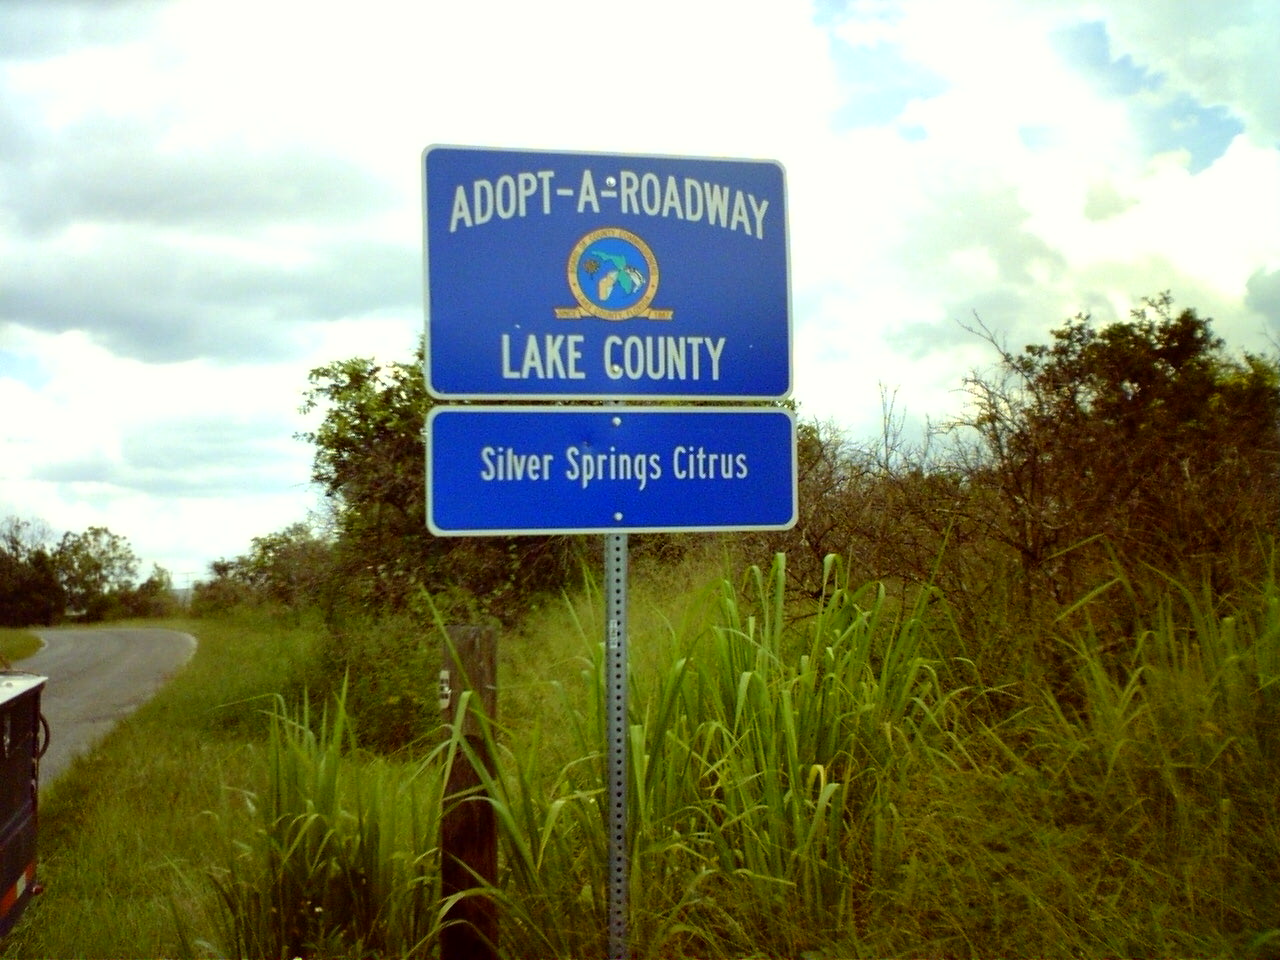 ADOPT-A-ROADWAY
LAKE COUNTY
Silver Springs Citrus